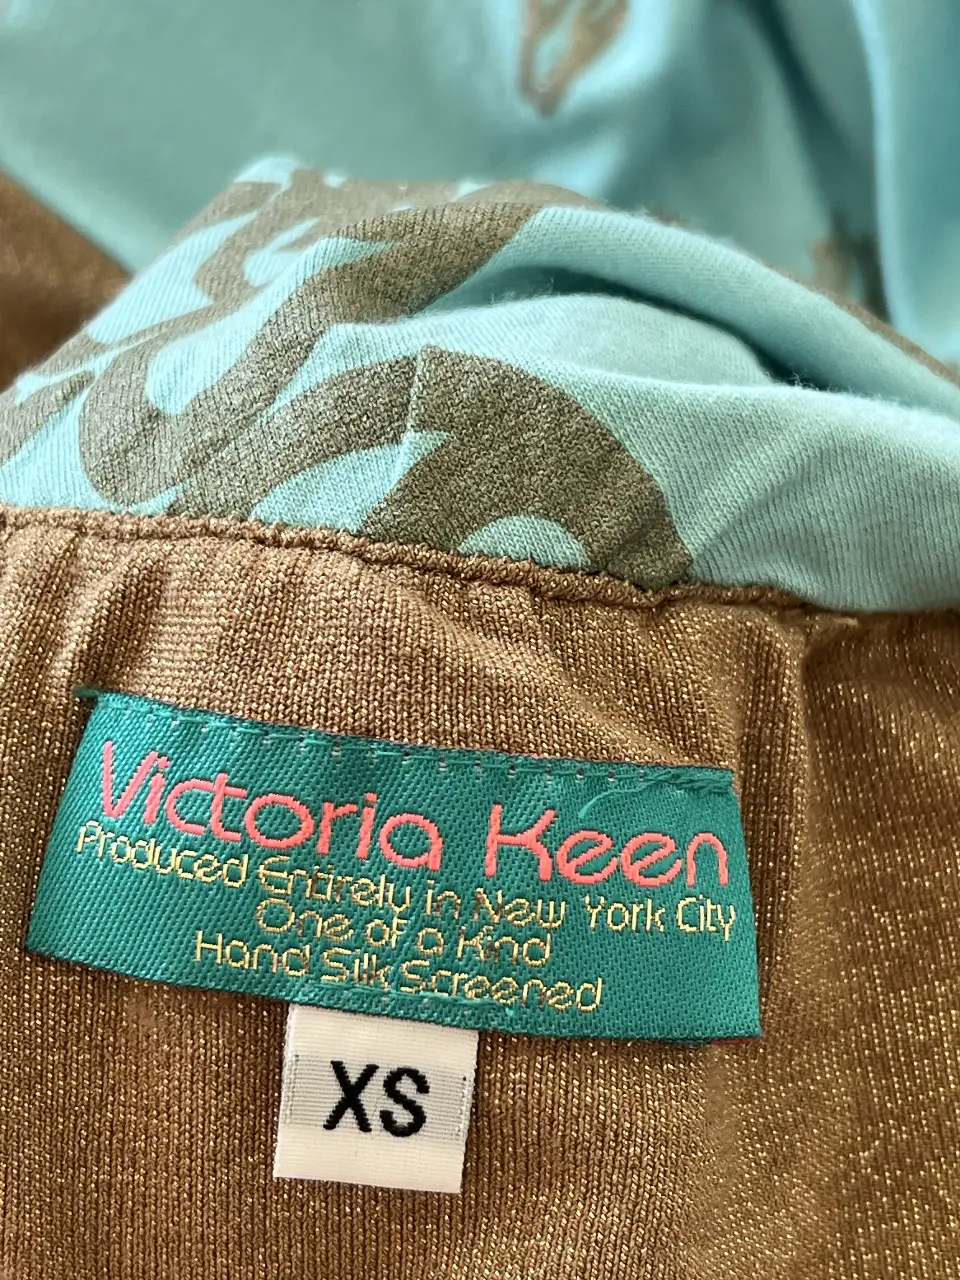 Victoria Keen
Produced Entirely in New York City
One of a Kind
Hand Silk Screened
XS